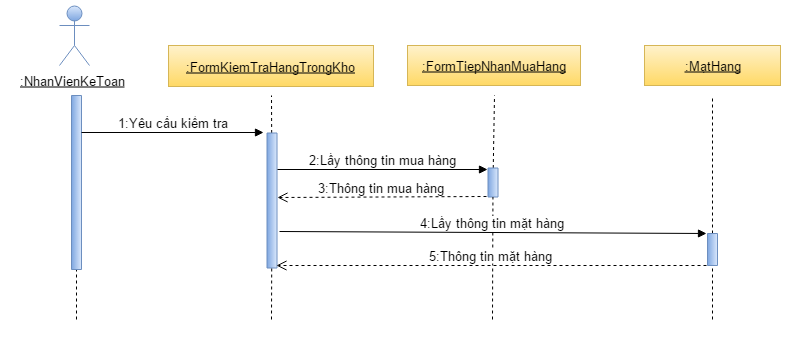 :NhanVienKeToan
:FormKiemTraHangTrongKho
:FormTiepNhanMuaHang
:MatHang
1:Yêu cầu kiểm tra
2:Lấy thông tin mua hàng
3:Thông tin mua hàng
4:Lấy thông tin mặt hàng
5:Thông tin mặt hàng